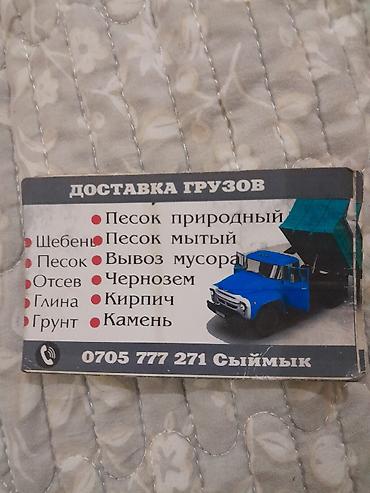 ДОСТАВКА ГРУЗОВ
Песок природный
Щебень Песок мытый
Песок Вывоз мусора
Отсев Чернозем
Глина Кирпич
Грунт Камень
0705 777 271 Сыймык